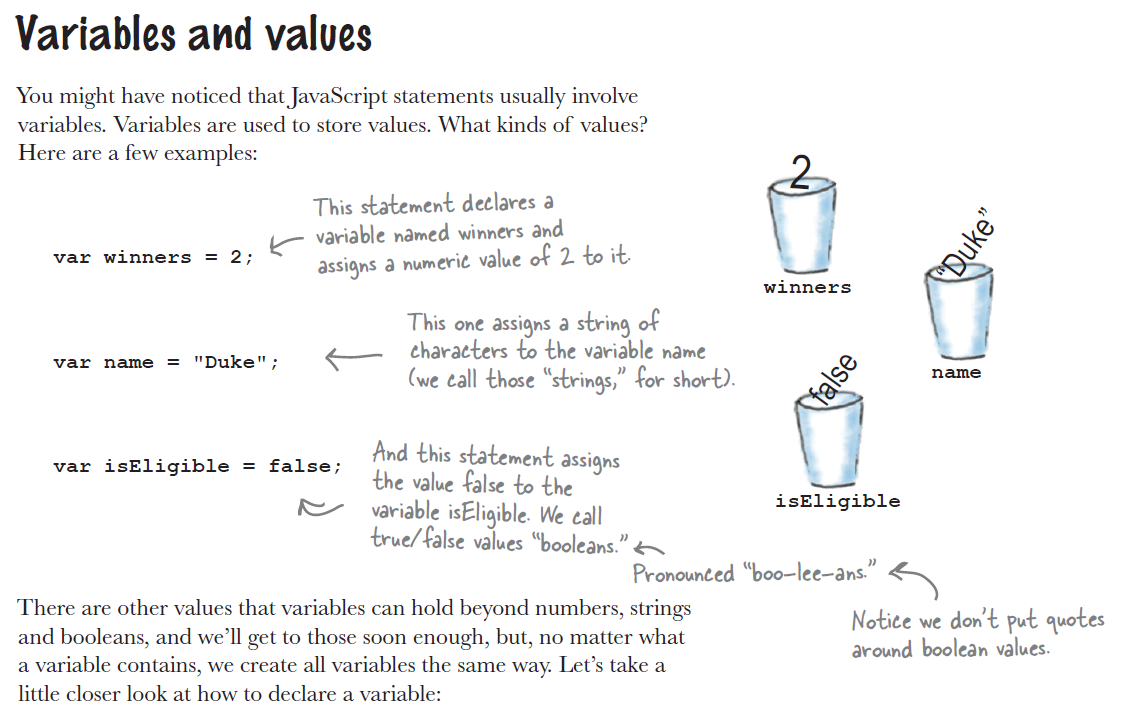 Variables and values
You might have noticed that JavaScript statements usually involve
variables. Variables are used to store values. What kinds of values?
Here are a few examples:
var winners = 2;
This statement declares a
variable named winners and
assigns a numeric value of 2 to it.
2
winners
var name = "Duke";
This one assigns a string of
characters to the variable name
(we call those “strings,” for short).
“Duke”
name
var isEligible = false;
And this statement assigns
the value false to the
variable isEligible. We call
true/false values “booleans.”
false
isEligible
Pronounced “boo-lee-ans.”
Notice we don’t put quotes
around boolean values.
There are other values that variables can hold beyond numbers, strings
and booleans, and we’ll get to those soon enough, but, no matter what
a variable contains, we create all variables the same way. Let’s take a
little closer look at how to declare a variable: